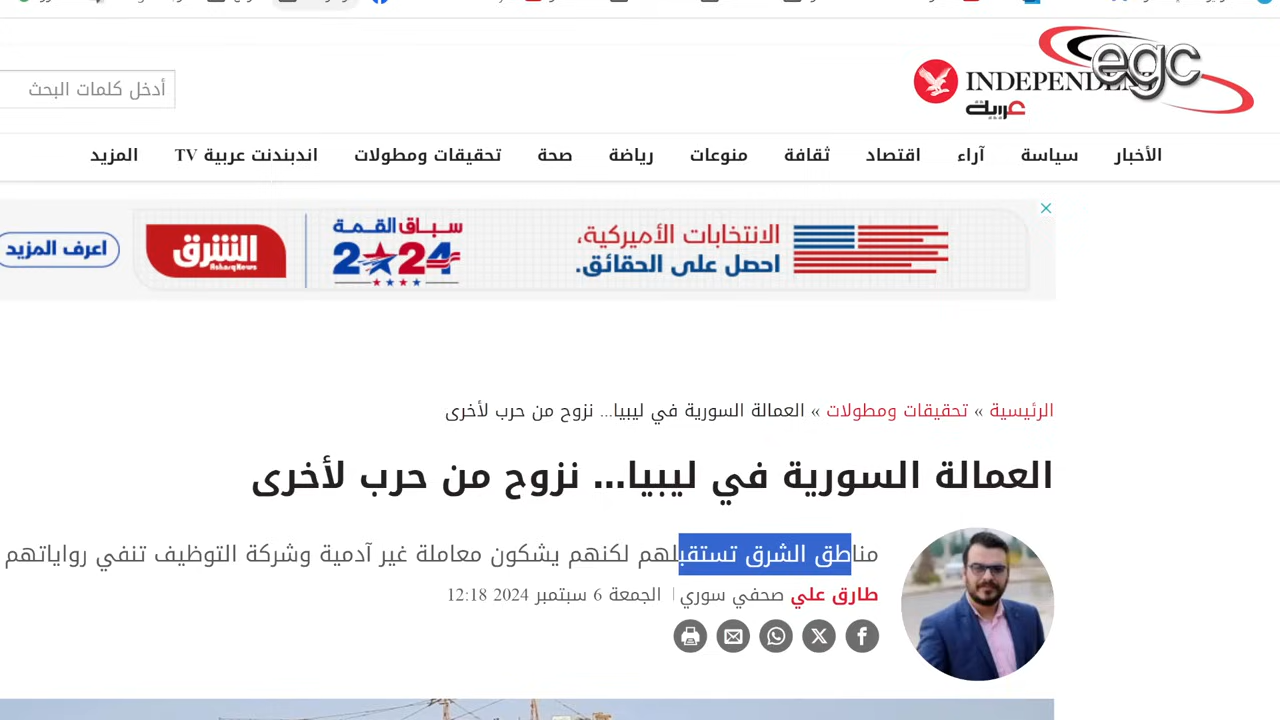 egc
INDEPENDENT
عربية
أدخل كلمات البحث
الأخبار سياسة آراء اقتصاد ثقافة منوعات رياضة صحة تحقيقات ومطولات اندبندنت عربية TV المزيد
الانتخابات الأميركية،
احصل على الحقائق.
سباق القمة
2024
الشرق
Asharq News
اعرف المزيد
الرئيسية » تحقيقات ومطولات » العمالة السورية في ليبيا... نزوح من حرب لأخرى
العمالة السورية في ليبيا... نزوح من حرب لأخرى
مناطق الشرق تستقبلهم لكنهم يشكون معاملة غير آدمية وشركة التوظيف تنفي رواياتهم
طارق علي صحفي سوري | الجمعة 6 سبتمبر 2024 12:18